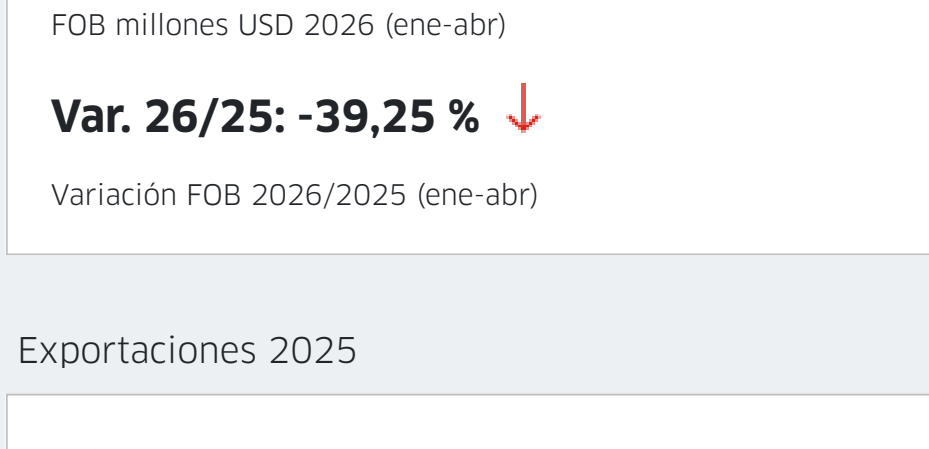 FOB millones USD 2026 (ene-abr)
Var. 26/25: -39,25 %
Variación FOB 2026/2025 (ene-abr)
Exportaciones 2025